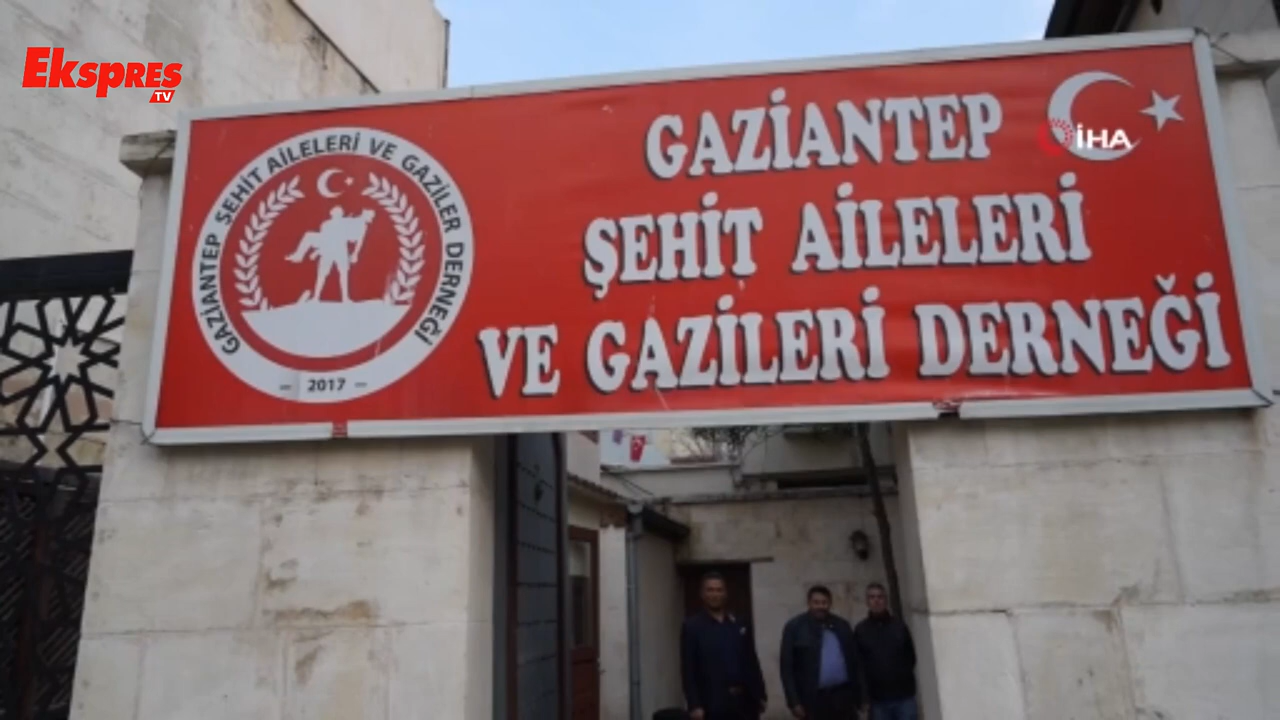 EKSPRES
TV
GAZİANTEP
ŞEHİT AİLELERİ
VE GAZİLERİ DERNEĞİ
İHA
GAZİANTEP ŞEHİT AİLELERİ VE GAZİLER DERNEĞİ
2017